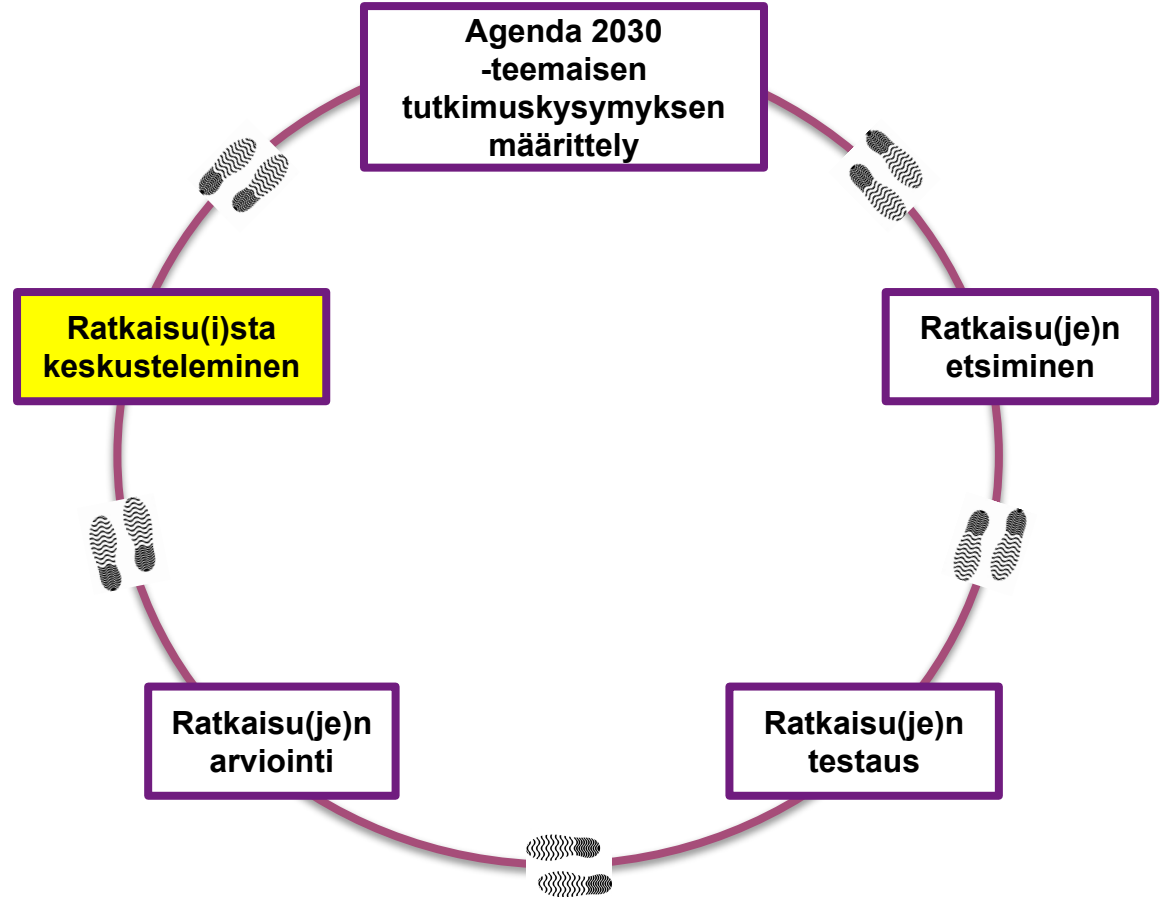 Agenda 2030
-teemaisen
tutkimuskysymyksen
määrittely
Ratkaisu(je)n
etsiminen
Ratkaisu(je)n
testaus
Ratkaisu(je)n
arviointi
Ratkaisu(i)sta
keskusteleminen